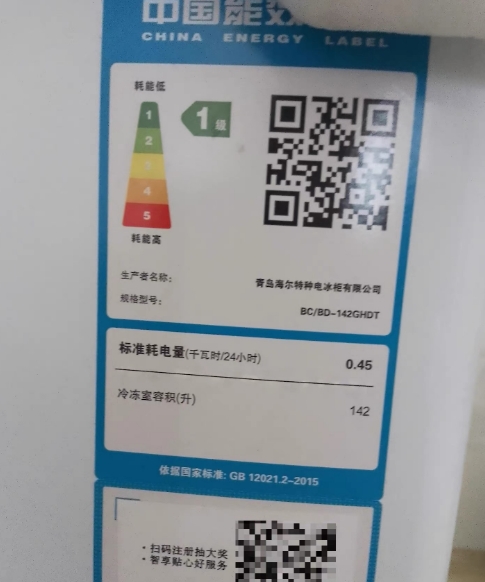 中国能效
CHINA ENERGY LABEL
耗能低
1
2
3
4
5
1级
耗能高
生产者名称: 青岛海尔特种电冰柜有限公司
规格型号: BC/BD-142GHDT
标准耗电量(千瓦时/24小时) 0.45
冷冻室容积(升) 142
依据国家标准: GB 12021.2-2015
·扫码注册抽大奖
·智享贴心好服务